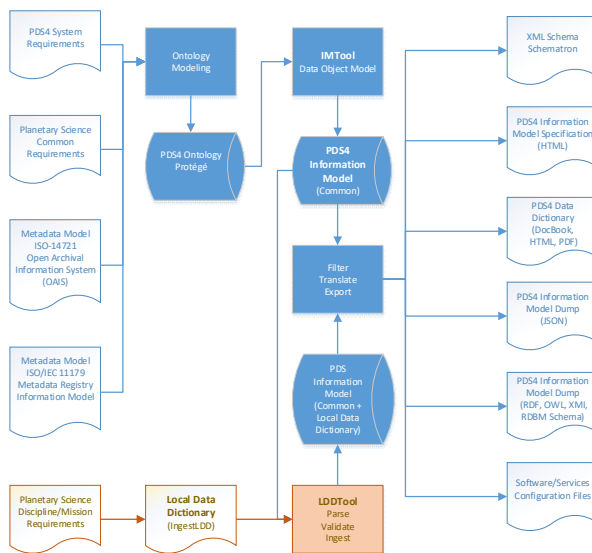 PDS4 System
Requirements
Ontology
Modeling
IMTool
Data Object Model
XML Schema
Schematron
Planetary Science
Common
Requirements
PDS4 Ontology
Protégé
PDS4
Information
Model
(Common)
PDS4 Information
Model Specification
(HTML)
Metadata Model
ISO-14721
Open Archival
Information System
(OAIS)
Filter
Translate
Export
PDS4 Data
Dictionary
(DocBook,
HTML, PDF)
PDS4 Information
Model Dump
(JSON)
Metadata Model
ISO/IEC 11179
Metadata Registry
Information Model
PDS
Information Model
(Common +
Local Data
Dictionary)
PDS4 Information
Model Dump
(RDF, OWL, XMI,
RDBM Schema)
Planetary Science
Discipline/Mission
Requirements
Local Data
Dictionary
(IngestLDD)
LDDTool
Parse
Validate
Ingest
Software/Services
Configuration Files